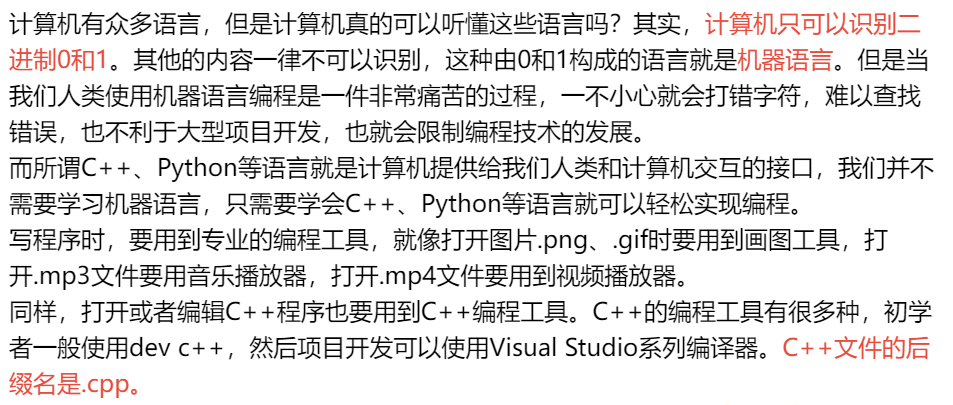 计算机有众多语言，但是计算机真的可以听懂这些语言吗？其实，计算机只可以识别二
进制0和1。其他的内容一律不可以识别，这种由0和1构成的语言就是机器语言。但是当
我们人类使用机器语言编程是一件非常痛苦的过程，一不小心就会打错字符，难以查找
错误，也不利于大型项目开发，也就会限制编程技术的发展。
而所谓C++、Python等语言就是计算机提供给我们人类和计算机交互的接口，我们并不
需要学习机器语言，只需要学会C++、Python等语言就可以轻松实现编程。
写程序时，要用到专业的编程工具，就像打开图片.png、.gif时要用到画图工具，打
开.mp3文件要用音乐播放器，打开.mp4文件要用到视频播放器。
同样，打开或者编辑C++程序也要用到C++编程工具。C++的编程工具有很多种，初学
者一般使用dev c++，然后项目开发可以使用Visual Studio系列编译器。C++文件的后
缀名是.cpp。